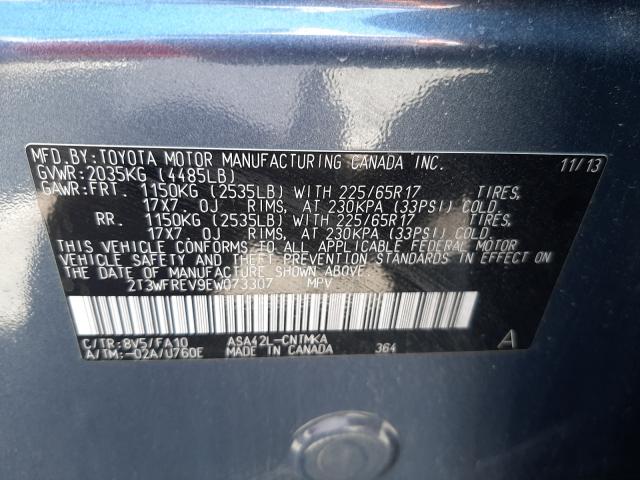 MFD.BY:TOYOTA MOTOR MANUFACTURING CANADA INC. 11/13
GVWR:2035KG (4485LB)
GAWR:FRT. 1150KG (2535LB) WITH 225/65R17 TIRES,
17X7 0J RIMS, AT 230KPA (33PSI) COLD
RR. 1150KG (2535LB) WITH 225/65R17 TIRES,
17X7 0J RIMS, AT 230KPA (33PSI) COLD
THIS VEHICLE CONFORMS TO ALL APPLICABLE FEDERAL MOTOR
VEHICLE SAFETY AND THEFT PREVENTION STANDARDS IN EFFECT ON
THE DATE OF MANUFACTURE SHOWN ABOVE.
2T3WFREV9EW073307 MPV
C/TR:8V5/FA10 ASA42L-CNTMKA 364 A
A/TM:-02A/U760E MADE IN CANADA